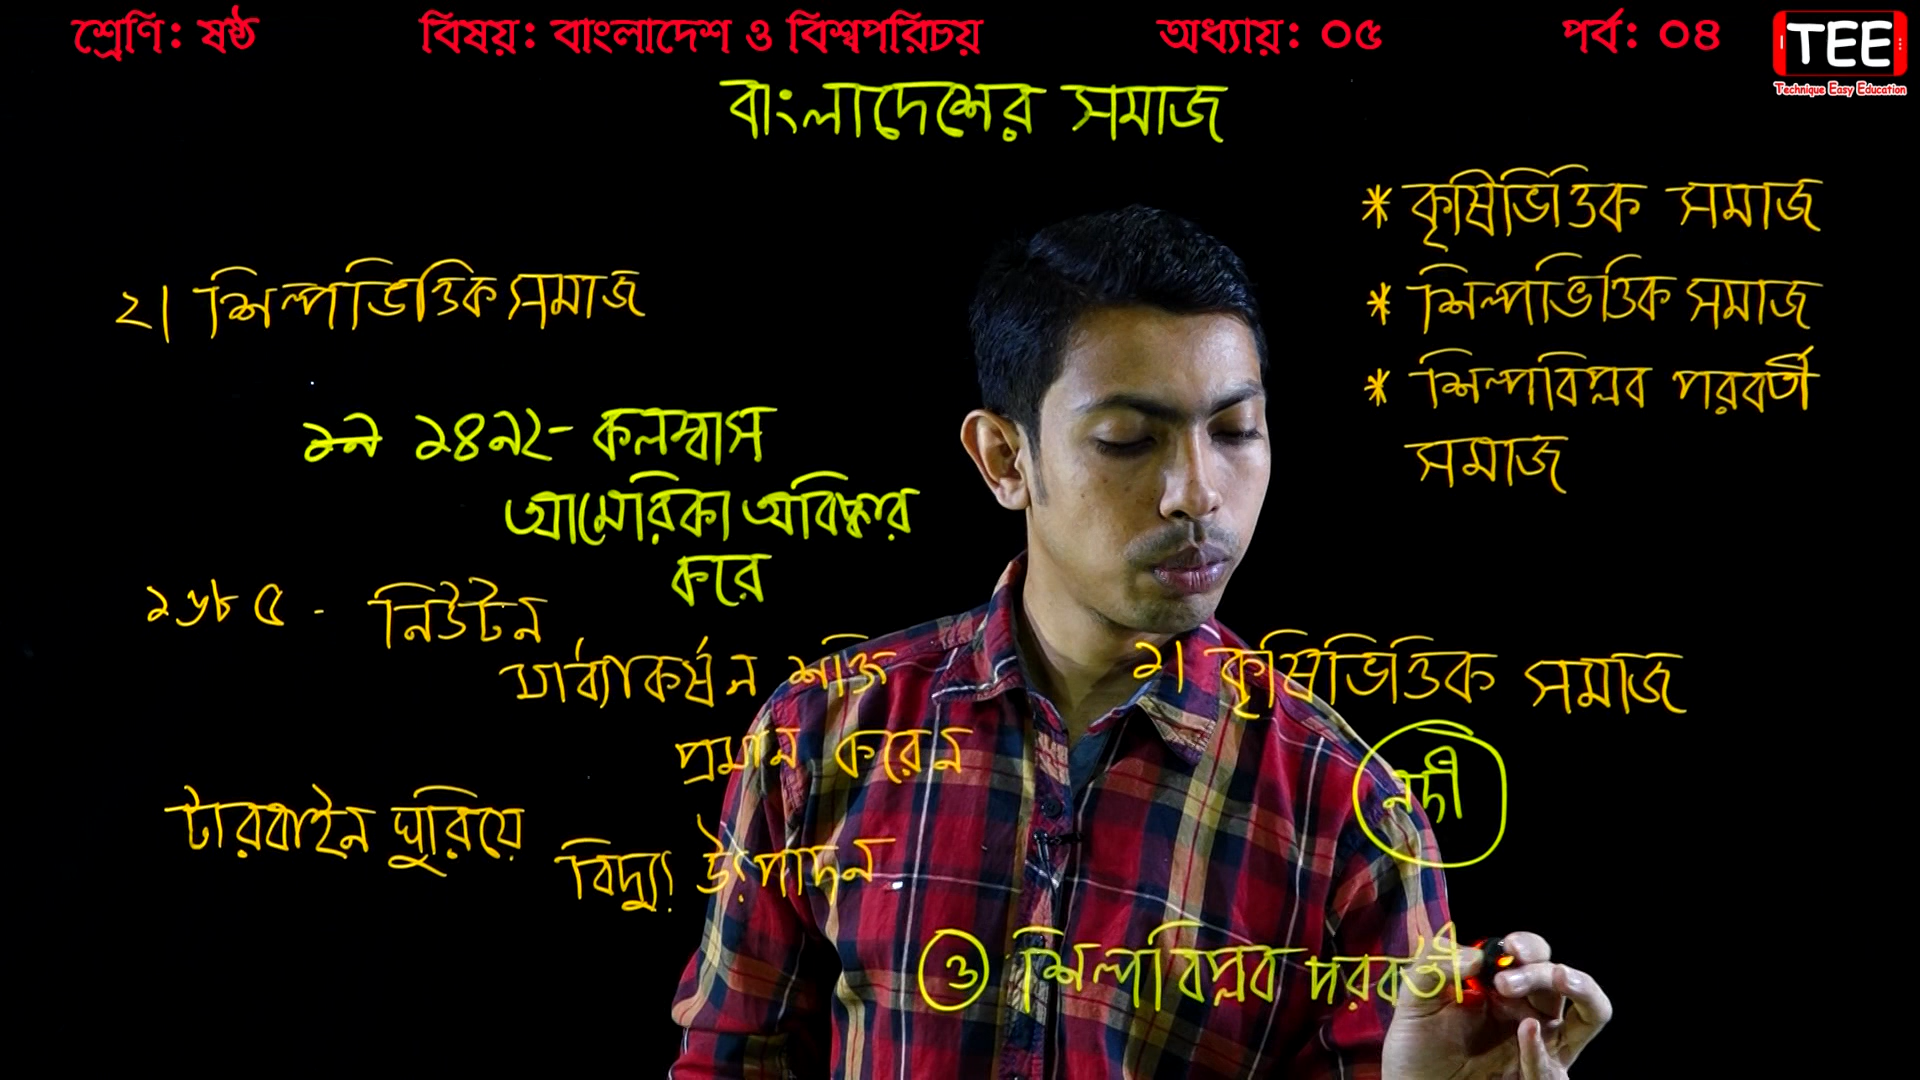 শ্রেণি: ষষ্ঠ
বিষয়: বাংলাদেশ ও বিশ্বপরিচয়
অধ্যায়: ০৫
পর্ব: ০৪
TEE
Technique Easy Education
বাংলাদেশের সমাজ
* কৃষিভিত্তিক সমাজ
* শিল্পভিত্তিক সমাজ
* শিল্পবিপ্লব পরবর্তী
সমাজ
২। শিল্পভিত্তিক সমাজ
১৪৯২- কলম্বাস
আমেরিকা অবিষ্কার
করে
১৬৮৫ - নিউটন
মার্ব্যাকর্ষন শক্তি
প্রমান করেন
টারবাইন ঘুরিয়ে
বিদ্যুৎ উৎপাদন
১। কৃষিভিত্তিক সমাজ
নদী
৩ শিল্পবিপ্লব পরবর্তী